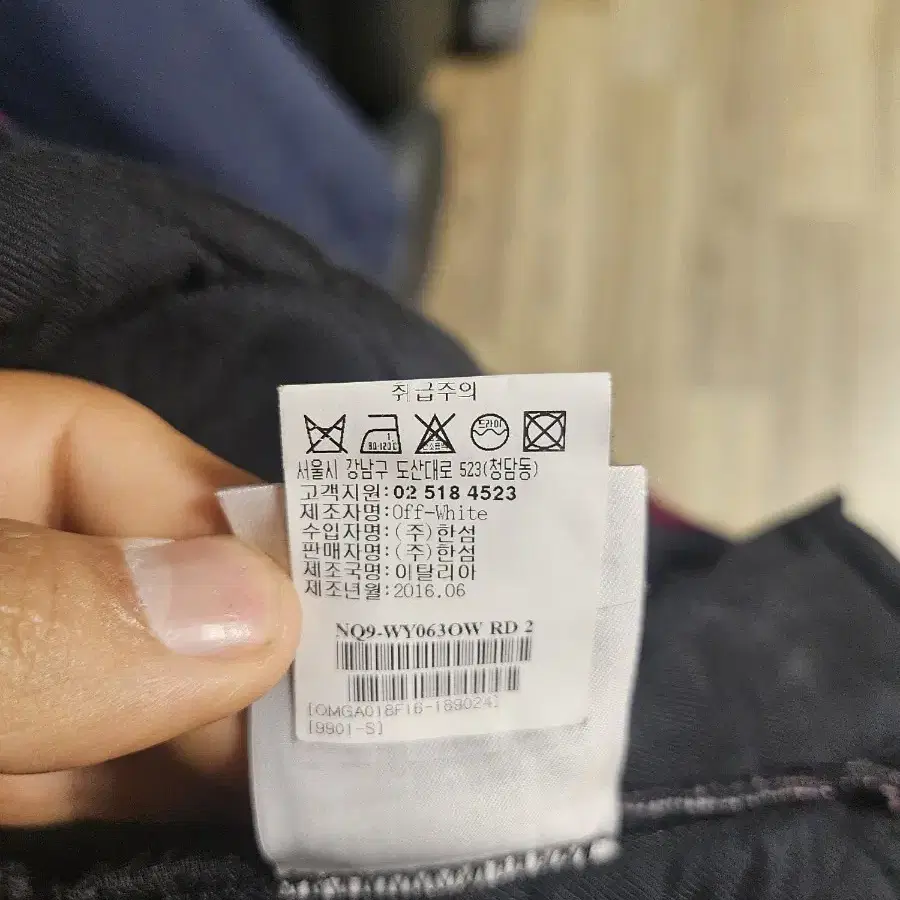 취급주의
드라이
80-120℃
서울시 강남구 도산대로 523(청담동)
고객지원:02 518 4523
제조자명:Off-White
수입자명:(주)한섬
판매자명:(주)한섬
제조국명:이탈리아
제조년월:2016.06
NQ9-WY063OW RD 2
[OMGA018F16-189024]
[9901-S]